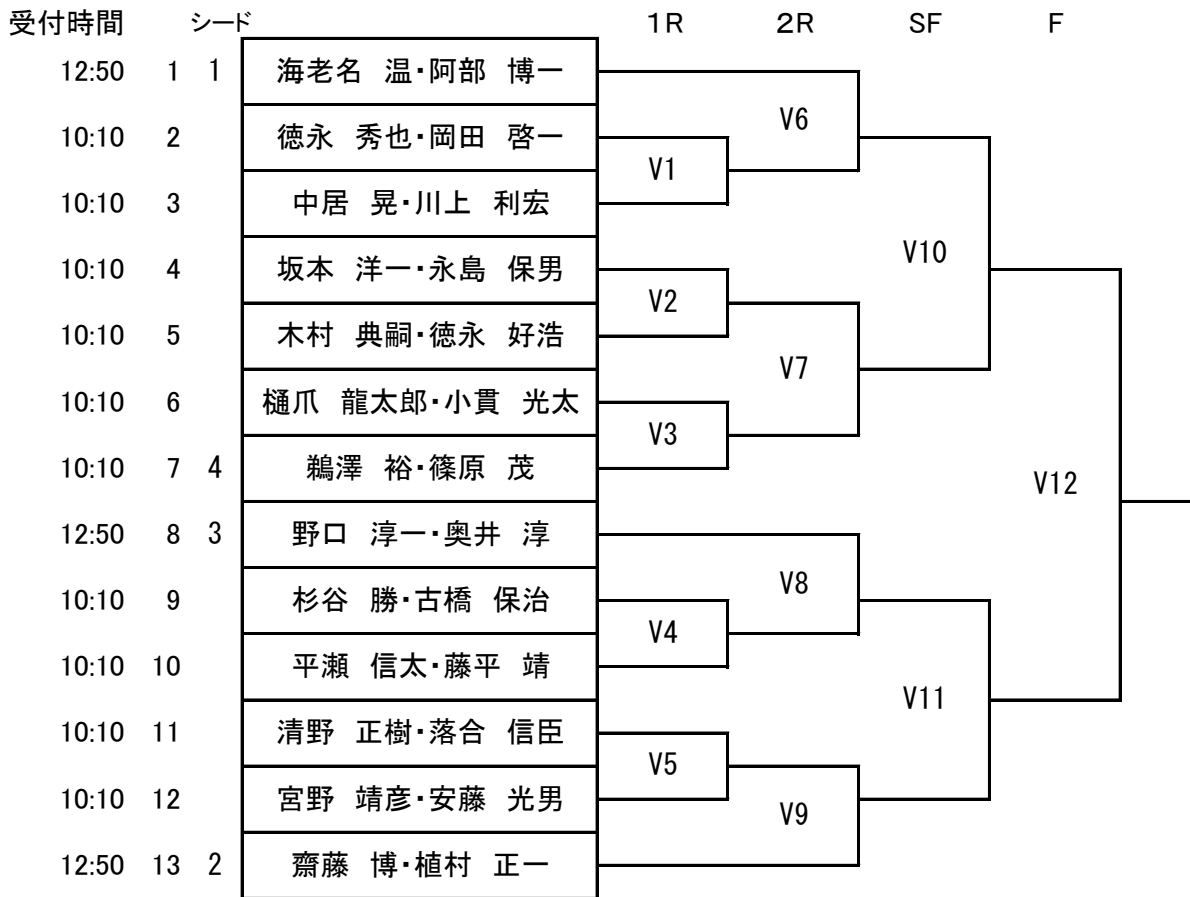 受付時間 シード 1R 2R SF F
12:50 1 1 海老名 温・阿部 博一
V6
10:10 2 徳永 秀也・岡田 啓一
V1
10:10 3 中居 晃・川上 利宏
V10
10:10 4 坂本 洋一・永島 保男
V2
10:10 5 木村 典嗣・徳永 好浩
V7
10:10 6 樋爪 龍太郎・小貫 光太
V3
10:10 7 4 鵜澤 裕・篠原 茂
V12
12:50 8 3 野口 淳一・奥井 淳
V8
10:10 9 杉谷 勝・古橋 保治
V4
10:10 10 平瀬 信太・藤平 靖
V11
10:10 11 清野 正樹・落合 信臣
V5
10:10 12 宮野 靖彦・安藤 光男
V9
12:50 13 2 齋藤 博・植村 正一